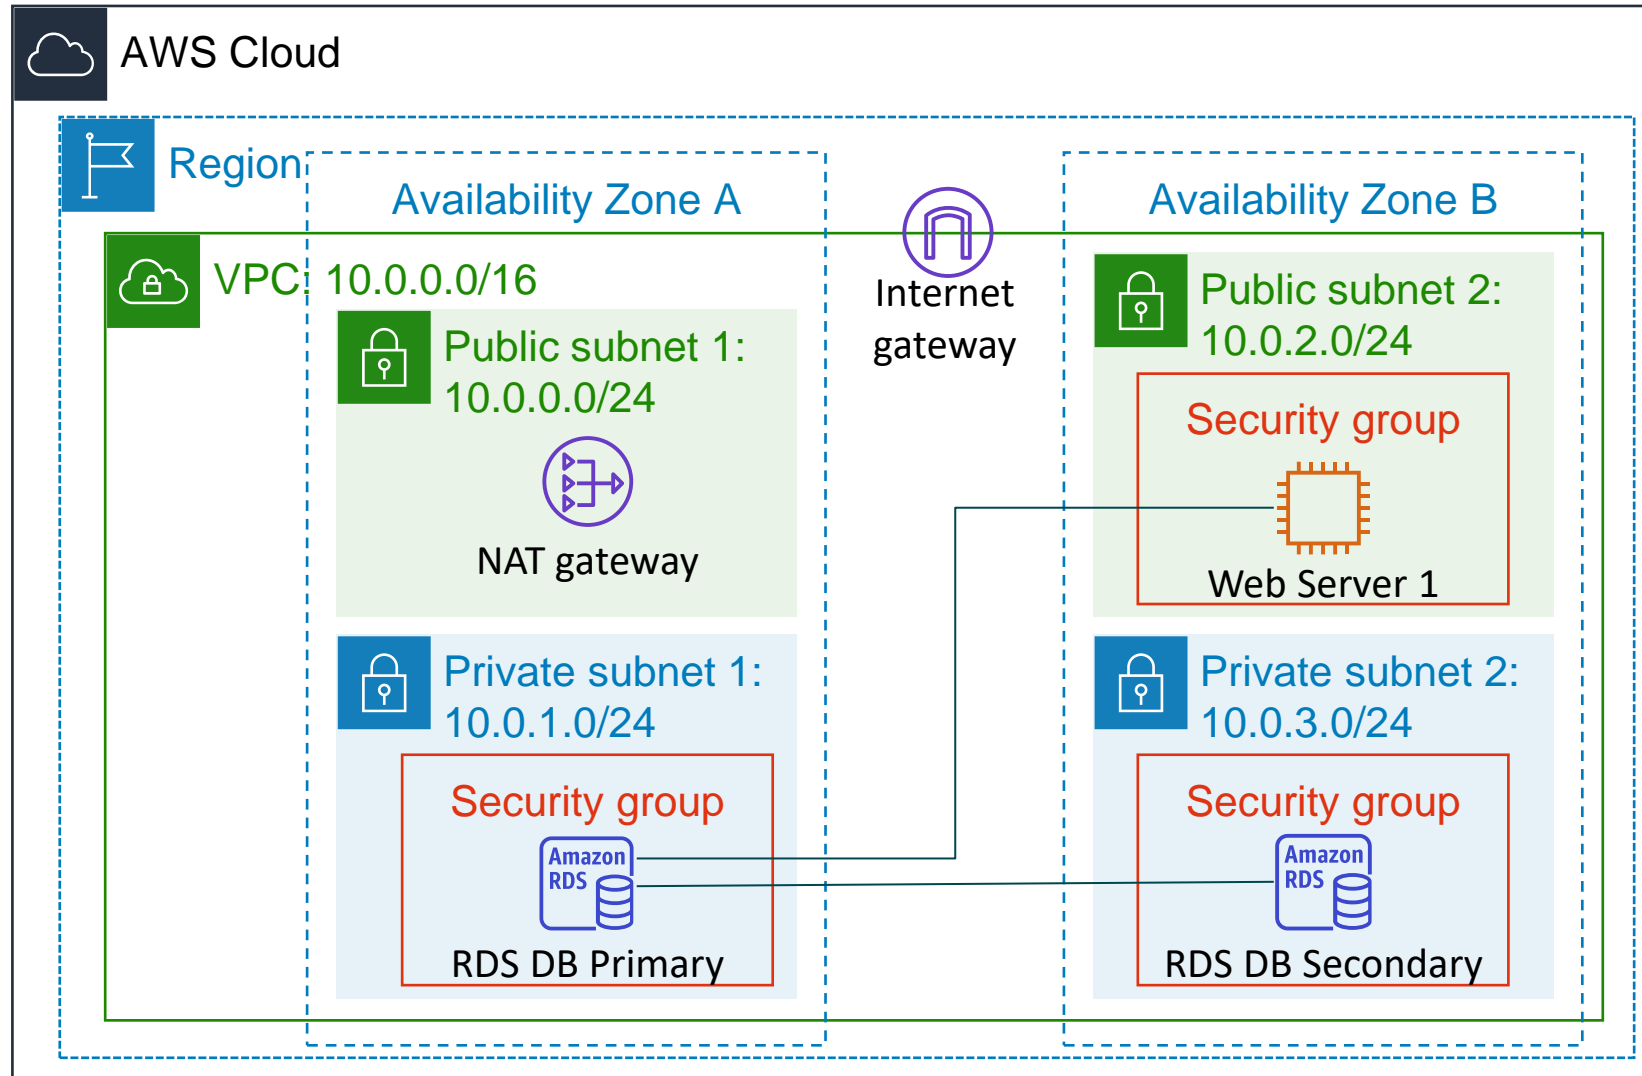 AWS Cloud
Region
Availability Zone A
Availability Zone B
VPC: 10.0.0.0/16
Internet
gateway
Public subnet 1:
10.0.0.0/24
NAT gateway
Public subnet 2:
10.0.2.0/24
Security group
Web Server 1
Private subnet 1:
10.0.1.0/24
Security group
Amazon
RDS
RDS DB Primary
Private subnet 2:
10.0.3.0/24
Security group
Amazon
RDS
RDS DB Secondary